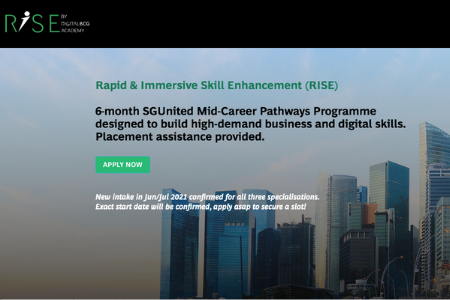 RISE
BY
DIGITALBCG
ACADEMY
Rapid & Immersive Skill Enhancement (RISE)
6-month SGUnited Mid-Career Pathways Programme
designed to build high-demand business and digital skills.
Placement assistance provided.
APPLY NOW
New intake in Jun/Jul 2021 confirmed for all three specialisations.
Exact start date will be confirmed, apply asap to secure a slot!